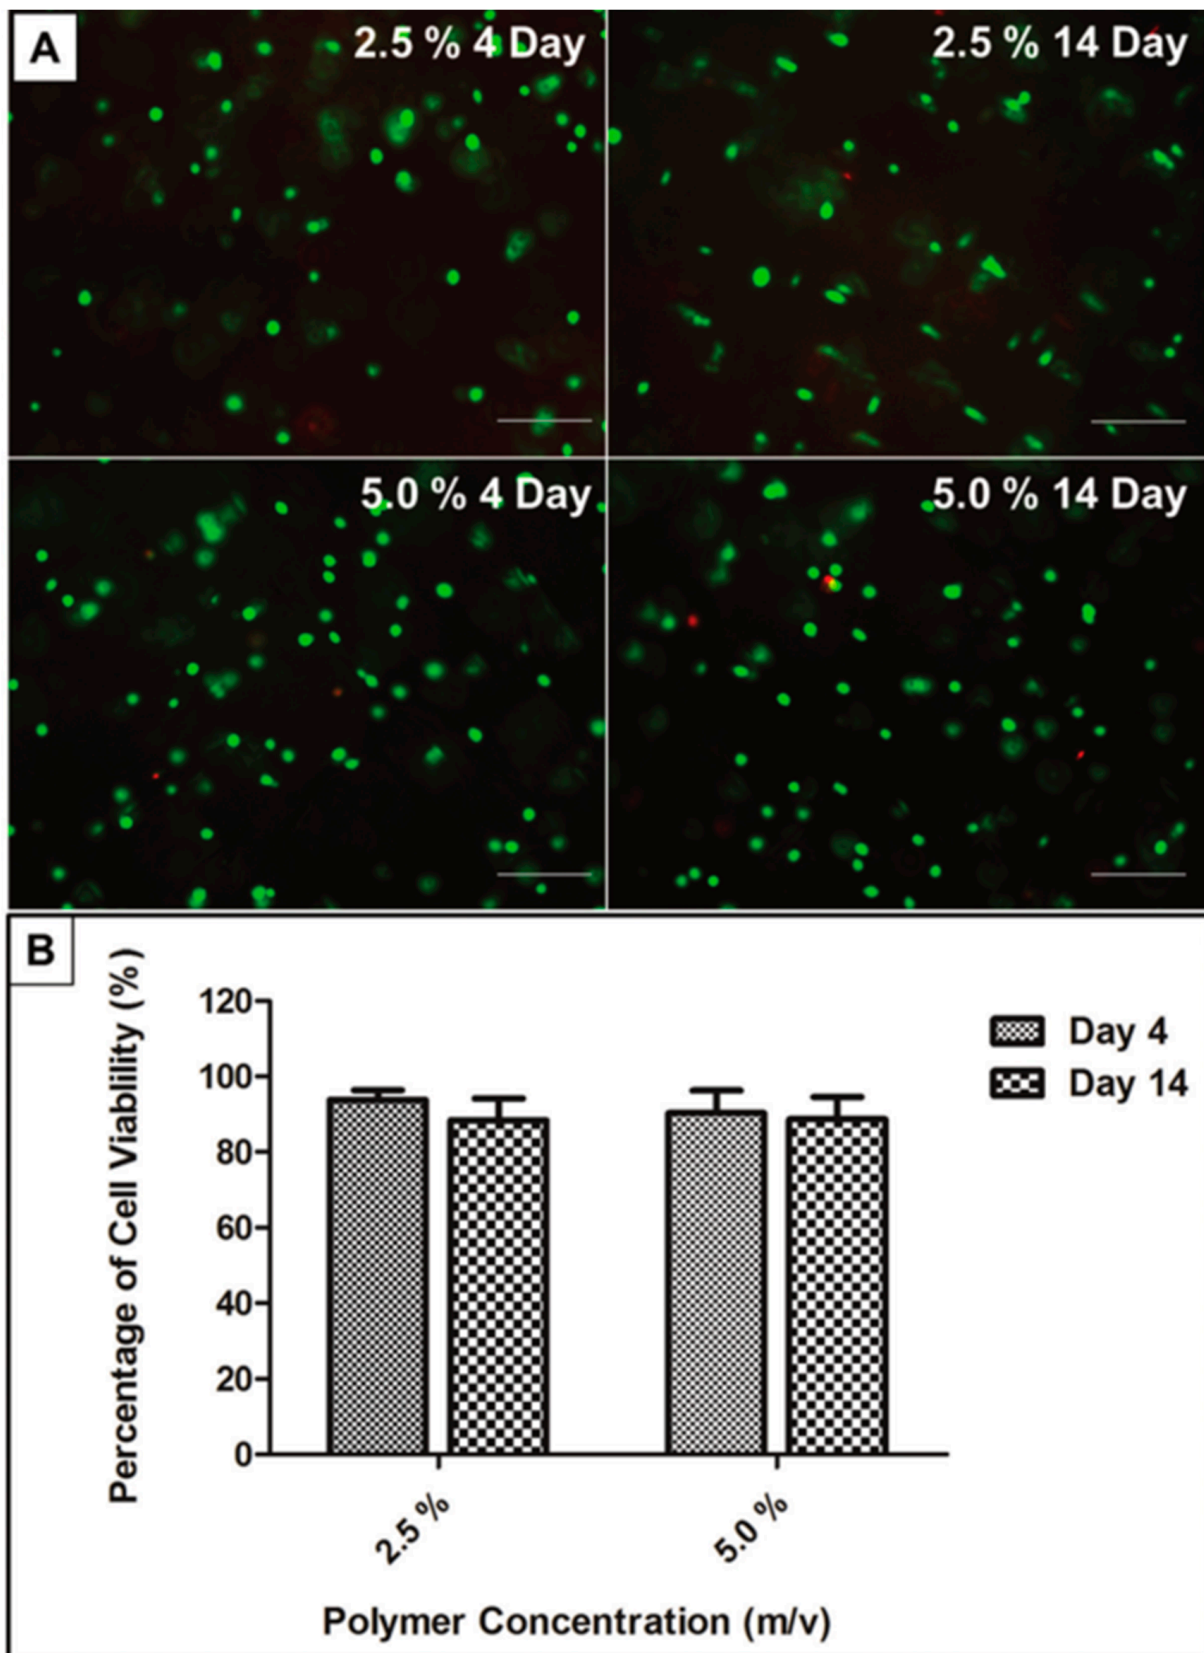 A
2.5 % 4 Day
2.5 % 14 Day
5.0 % 4 Day
5.0 % 14 Day
B
Percentage of Cell Viablility (%)
120
100
80
60
40
20
0
Day 4
Day 14
2.5 %
5.0 %
Polymer Concentration (m/v)